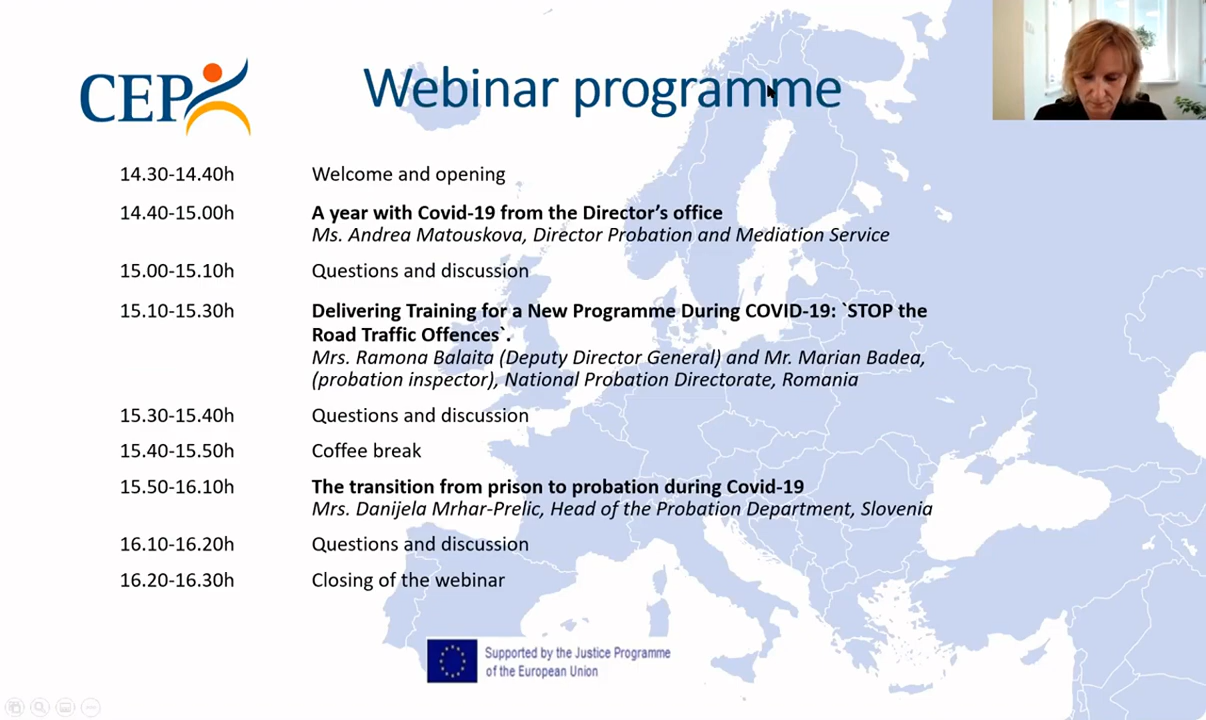 CEP
Webinar programme
14.30-14.40h Welcome and opening
14.40-15.00h A year with Covid-19 from the Director's office
Ms. Andrea Matouskova, Director Probation and Mediation Service
15.00-15.10h Questions and discussion
15.10-15.30h Delivering Training for a New Programme During COVID-19: `STOP the
Road Traffic Offences`.
Mrs. Ramona Balaita (Deputy Director General) and Mr. Marian Badea,
(probation inspector), National Probation Directorate, Romania
15.30-15.40h Questions and discussion
15.40-15.50h Coffee break
15.50-16.10h The transition from prison to probation during Covid-19
Mrs. Danijela Mrhar-Prelic, Head of the Probation Department, Slovenia
16.10-16.20h Questions and discussion
16.20-16.30h Closing of the webinar
Supported by the Justice Programme
of the European Union